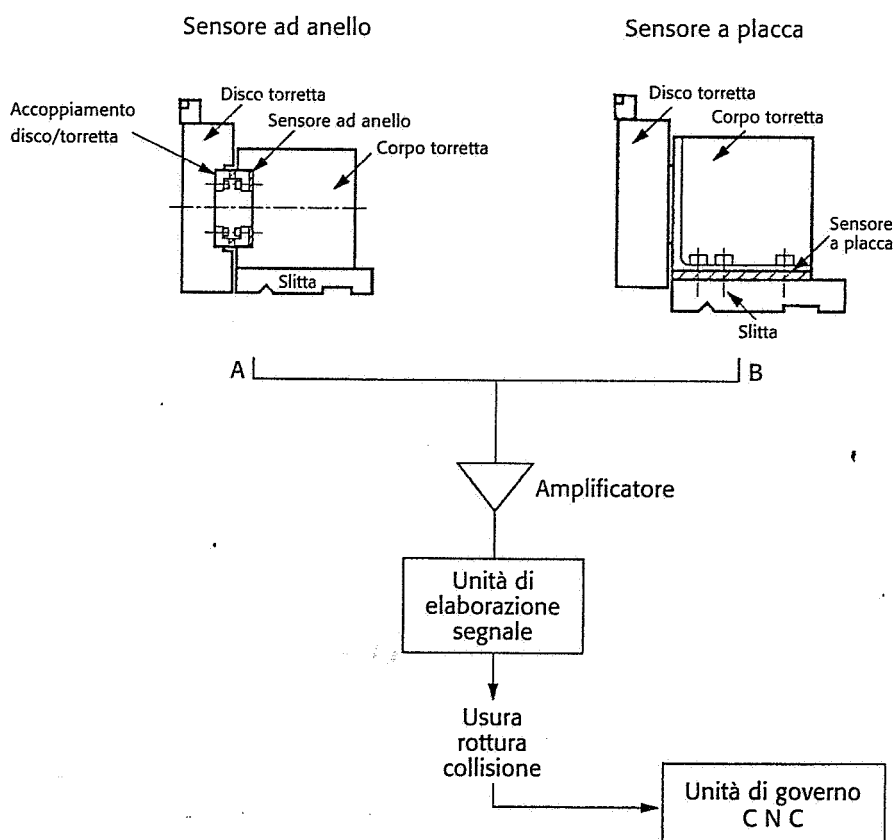 Sensore ad anello
Sensore a placca
Accoppiamento
disco/torretta
Disco torretta
Sensore ad anello
Corpo torretta
Slitta
Disco torretta
Corpo torretta
Sensore
a placca
Slitta
A
B
Amplificatore
Unità di
elaborazione
segnale
Usura
rottura
collisione
Unità di governo
C N C